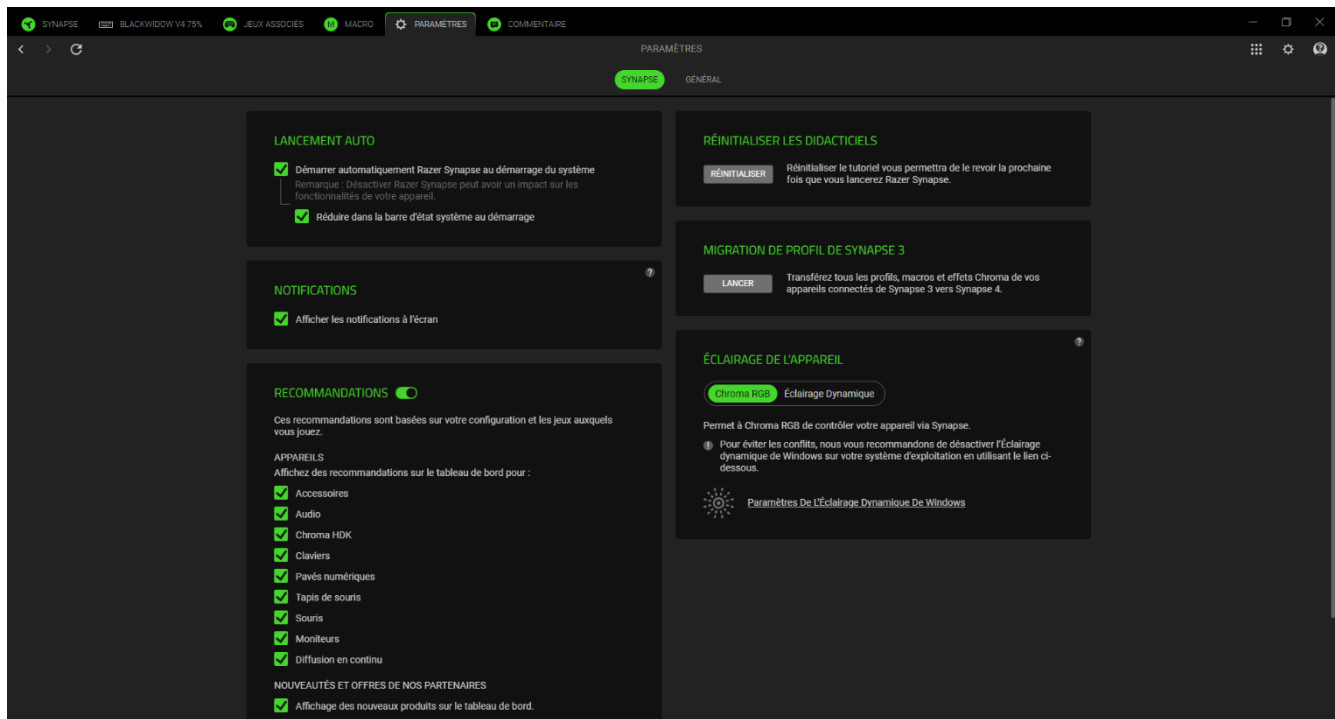 SYNAPSE
BLACKWIDOW V4 75%
JEUX ASSOCIÉS
MACRO
PARAMÈTRES
COMMENTAIRE
PARAMÈTRES
SYNAPSE
GÉNÉRAL
LANCEMENT AUTO
Démarrer automatiquement Razer Synapse au démarrage du système
Remarque : Désactiver Razer Synapse peut avoir un impact sur les
fonctionnalités de votre appareil.
Réduire dans la barre d'état système au démarrage
NOTIFICATIONS
Afficher les notifications à l'écran
RECOMMANDATIONS
Ces recommandations sont basées sur votre configuration et les jeux auxquels
vous jouez.
APPAREILS
Affichez des recommandations sur le tableau de bord pour :
Accessoires
Audio
Chroma HDK
Claviers
Pavés numériques
Tapis de souris
Souris
Moniteurs
Diffusion en continu
NOUVEAUTÉS ET OFFRES DE NOS PARTENAIRES
Affichage des nouveaux produits sur le tableau de bord.
RÉINITIALISER LES DIDACTICIELS
RÉINITIALISER
Réinitialiser le tutoriel vous permettra de le revoir la prochaine
fois que vous lancerez Razer Synapse.
MIGRATION DE PROFIL DE SYNAPSE 3
LANCER
Transférez tous les profils, macros et effets Chroma de vos
appareils connectés de Synapse 3 vers Synapse 4.
ÉCLAIRAGE DE L'APPAREIL
Chroma RGB
Éclairage Dynamique
Permet à Chroma RGB de contrôler votre appareil via Synapse.
Pour éviter les conflits, nous vous recommandons de désactiver l'Éclairage
dynamique de Windows sur votre système d'exploitation en utilisant le lien ci-
dessous.
Paramètres De L'Éclairage Dynamique De Windows